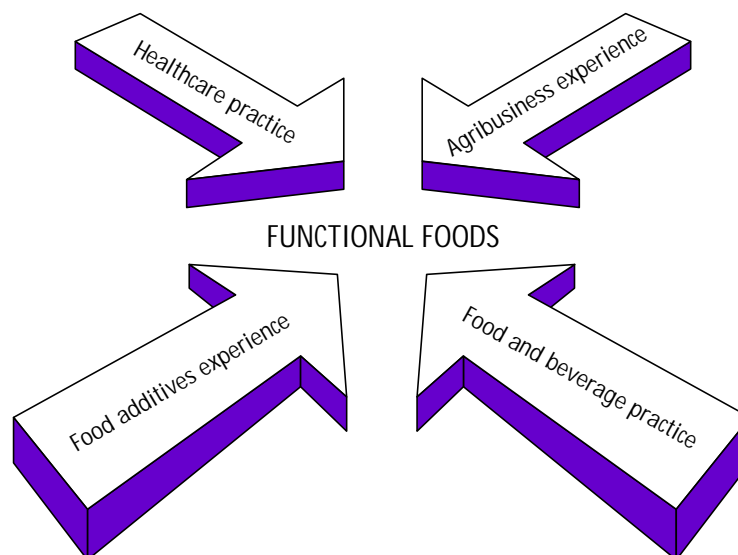 Healthcare practice
Agribusiness experience
FUNCTIONAL FOODS
Food additives experience
Food and beverage practice